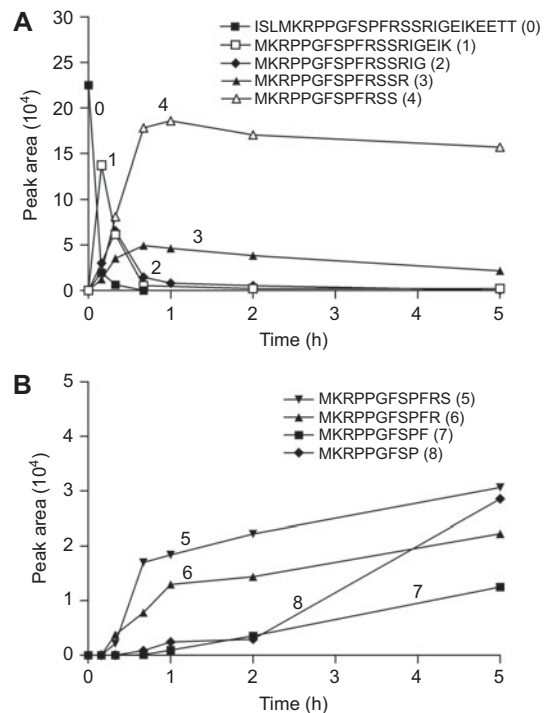 A
ISLMKRPPGFSPFRSSRIGEIKEETT (0)
MKRPPGFSPFRSSRIGEIK (1)
MKRPPGFSPFRSSRIG (2)
MKRPPGFSPFRSSR (3)
MKRPPGFSPFRSS (4)
Peak area (10⁴)
30
25
20
15
10
5
0
0
1
4
3
2
0 1 2 3 4 5
Time (h)
B
MKRPPGFSPFRS (5)
MKRPPGFSPFR (6)
MKRPPGFSPF (7)
MKRPPGFSP (8)
Peak area (10⁴)
5
4
3
2
1
0
5
6
8
7
0 1 2 3 4 5
Time (h)